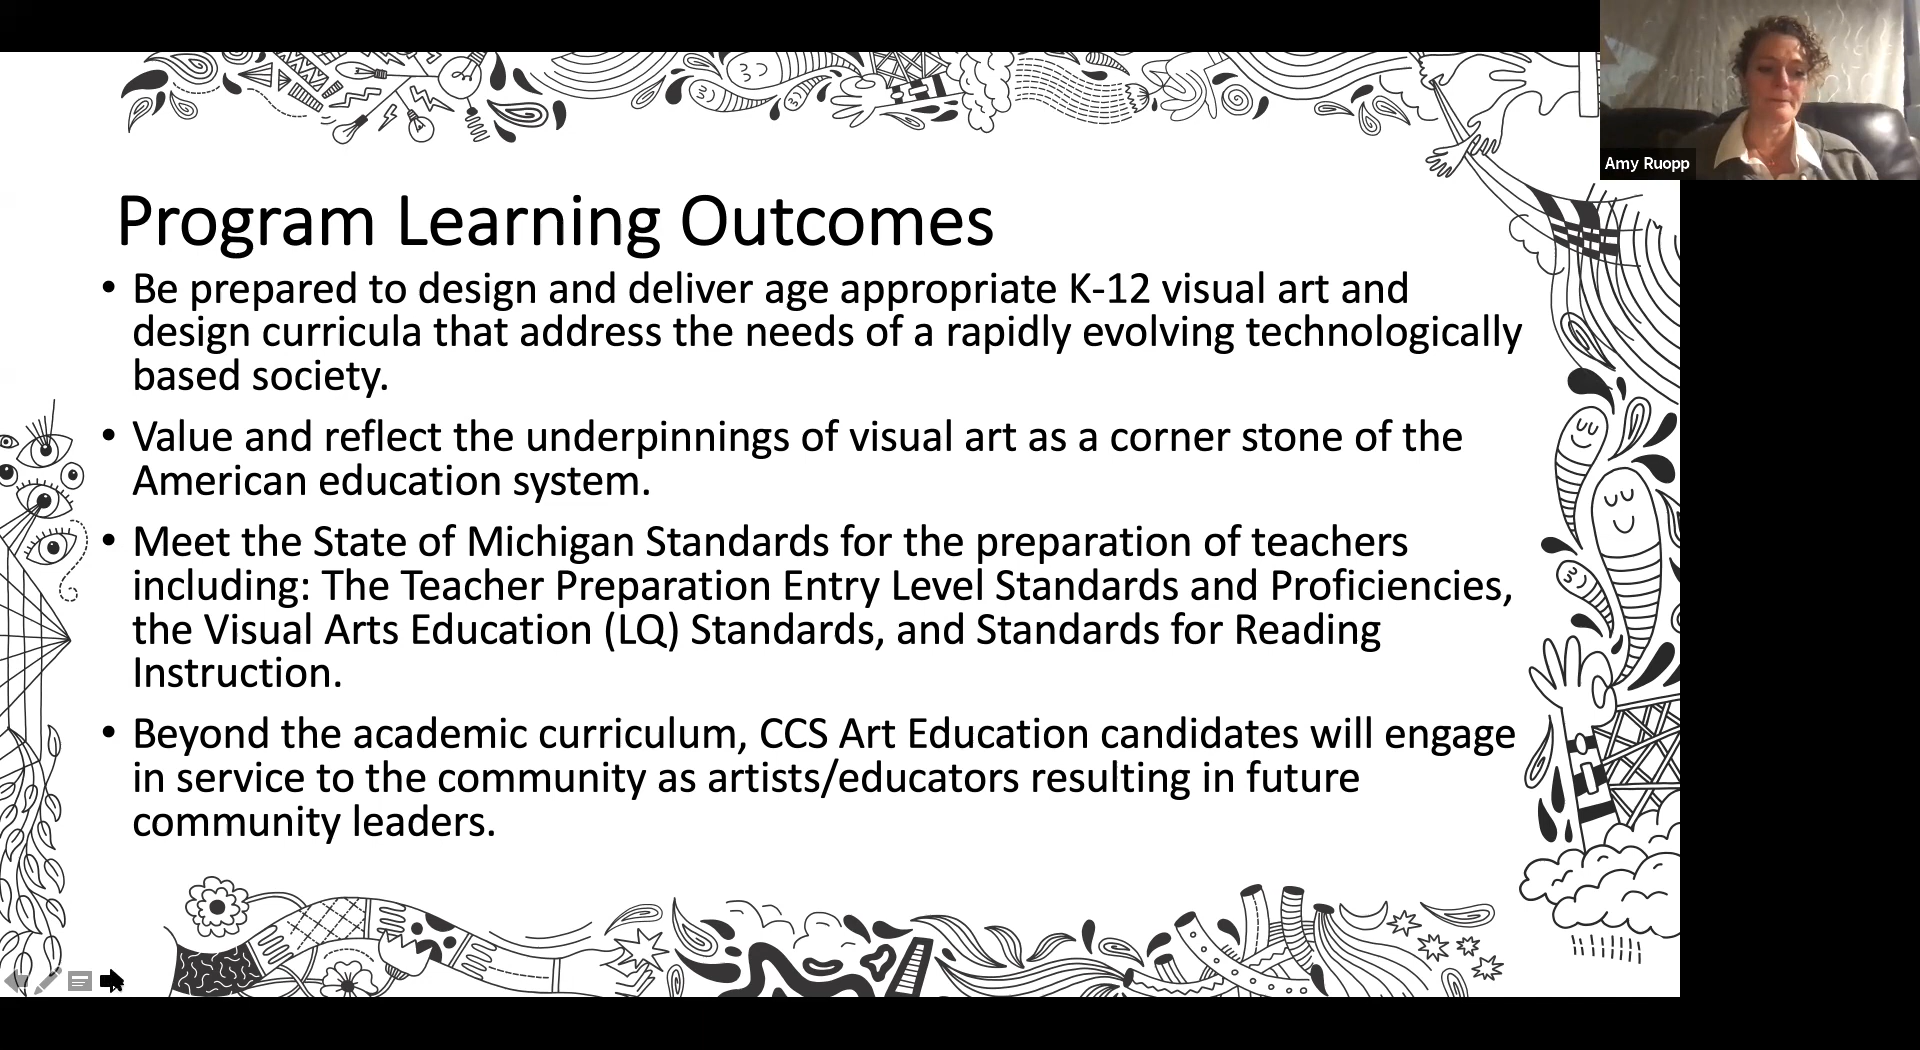 Amy Ruopp
Program Learning Outcomes
• Be prepared to design and deliver age appropriate K-12 visual art and
design curricula that address the needs of a rapidly evolving technologically
based society.
• Value and reflect the underpinnings of visual art as a corner stone of the
American education system.
• Meet the State of Michigan Standards for the preparation of teachers
including: The Teacher Preparation Entry Level Standards and Proficiencies,
the Visual Arts Education (LQ) Standards, and Standards for Reading
Instruction.
• Beyond the academic curriculum, CCS Art Education candidates will engage
in service to the community as artists/educators resulting in future
community leaders.